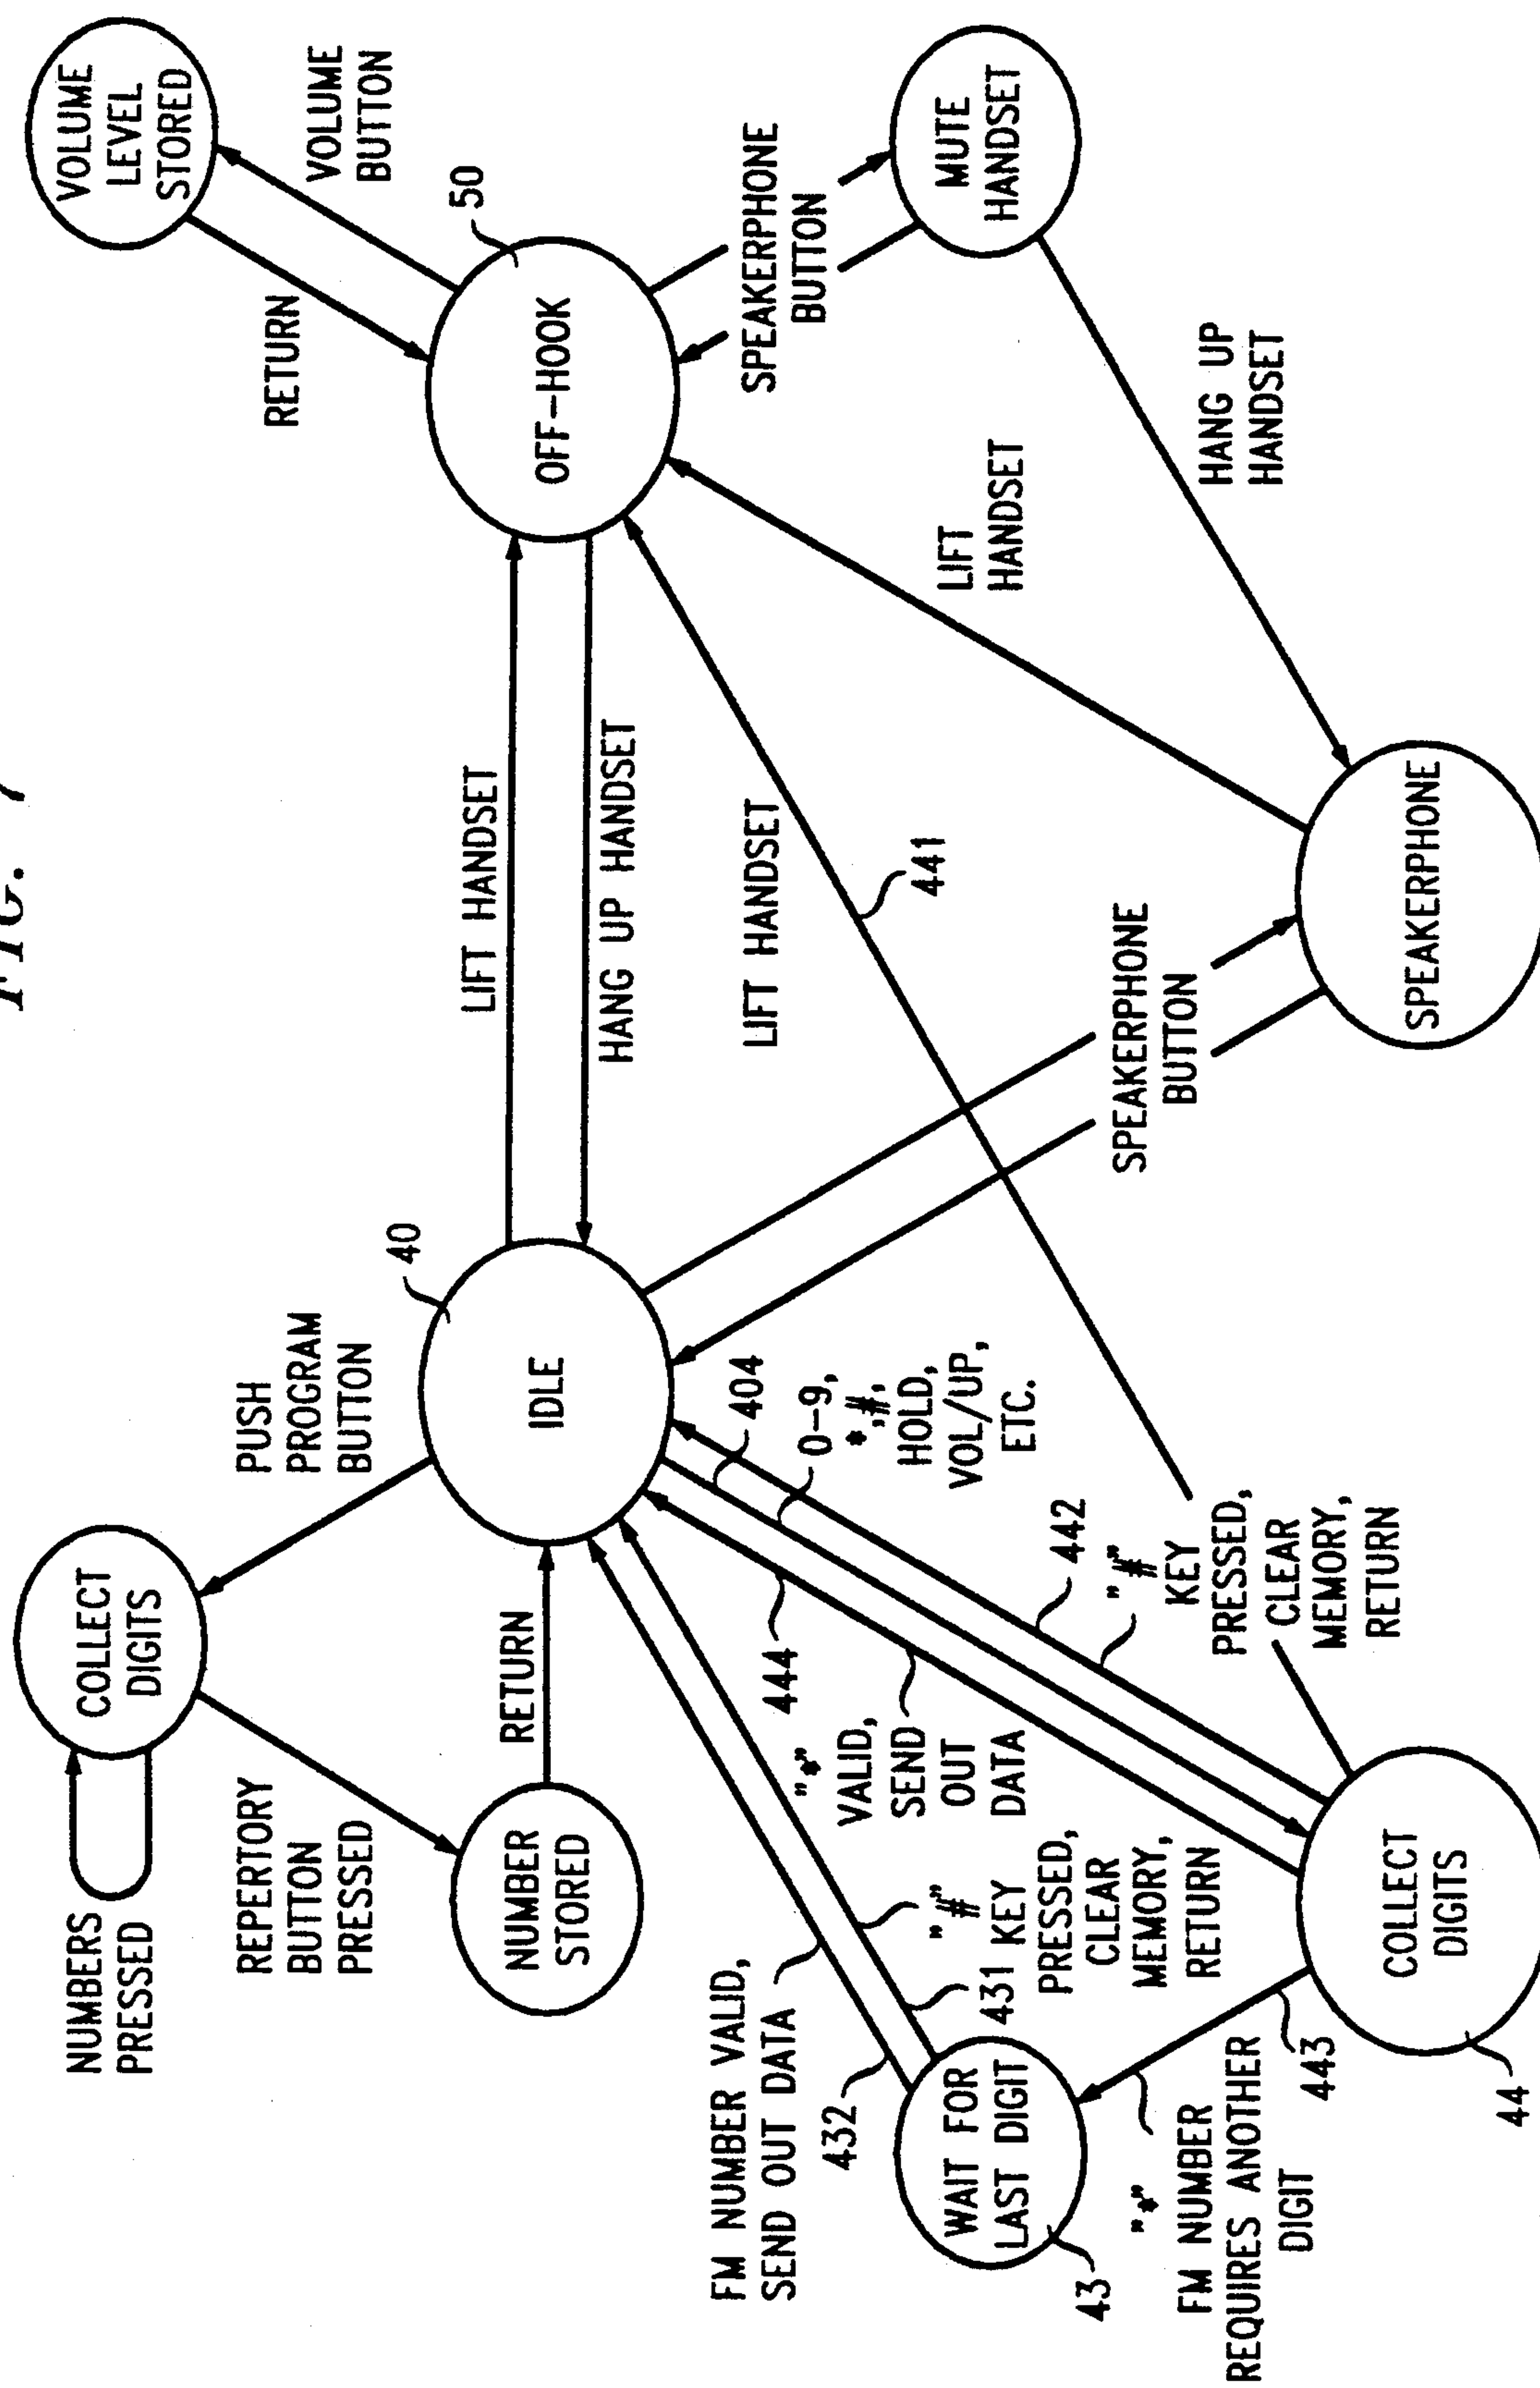 FIG. 7
NUMBERS
PRESSED
COLLECT
DIGITS
PUSH
PROGRAM
BUTTON
REPERTORY
BUTTON
PRESSED
NUMBER
STORED
RETURN
40
IDLE
LIFT HANDSET
HANG UP HANDSET
VOLUME
LEVEL
STORED
RETURN
VOLUME
BUTTON
50
OFF-HOOK
SPEAKERPHONE
BUTTON
MUTE
HANDSET
LIFT HANDSET
441
LIFT
HANDSET
HANG UP
HANDSET
SPEAKERPHONE
BUTTON
SPEAKERPHONE
404
0-9,
*,#,
HOLD,
VOL/UP,
ETC.
442
"#"
KEY
PRESSED,
CLEAR
MEMORY,
RETURN
444
"*"
VALID,
SEND
OUT
DATA
FM NUMBER VALID,
SEND OUT DATA
432
"#"
431 KEY
PRESSED,
CLEAR
MEMORY,
RETURN
WAIT FOR
LAST DIGIT
43
"*"
FM NUMBER
REQUIRES ANOTHER
DIGIT
443
COLLECT
DIGITS
44